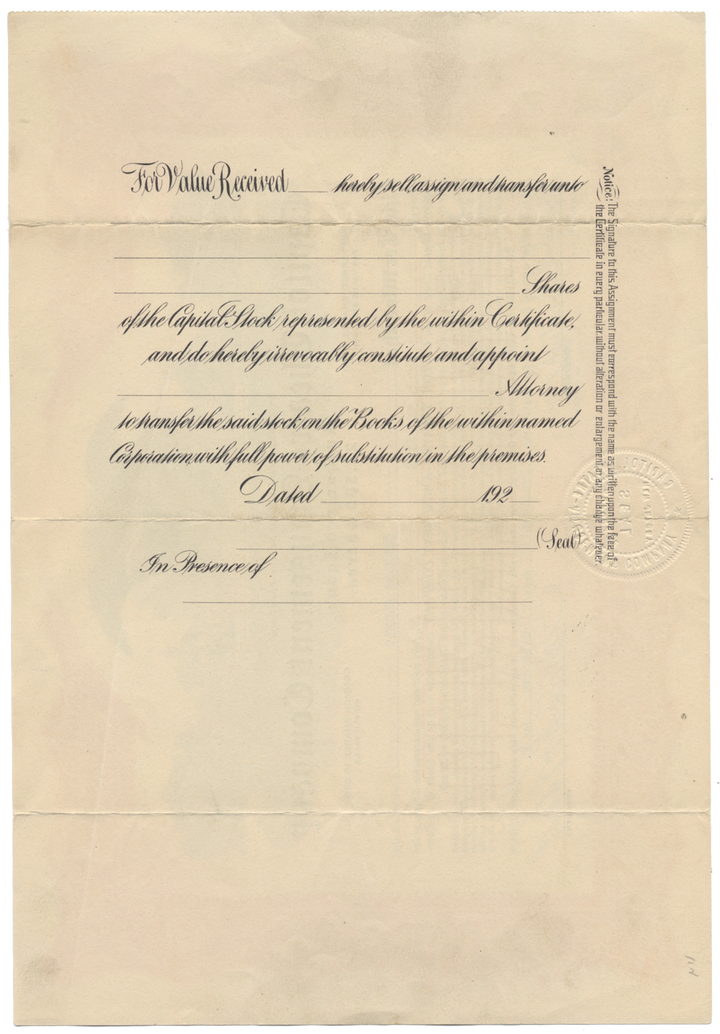 For Value Received____ hereby sell, assign and transfer unto
Shares
of the Capital Stock represented by the within Certificate,
and do hereby irrevocably constitute and appoint
Attorney
to transfer the said stock on the Books of the within named
Corporation with full power of substitution in the premises.
Dated 192
(Seal)
In Presence of
Notice: The Signature to this Assignment must correspond with the name as written upon the face of
the Certificate in every particular without alteration or enlargement or any change whatever.
SEAL